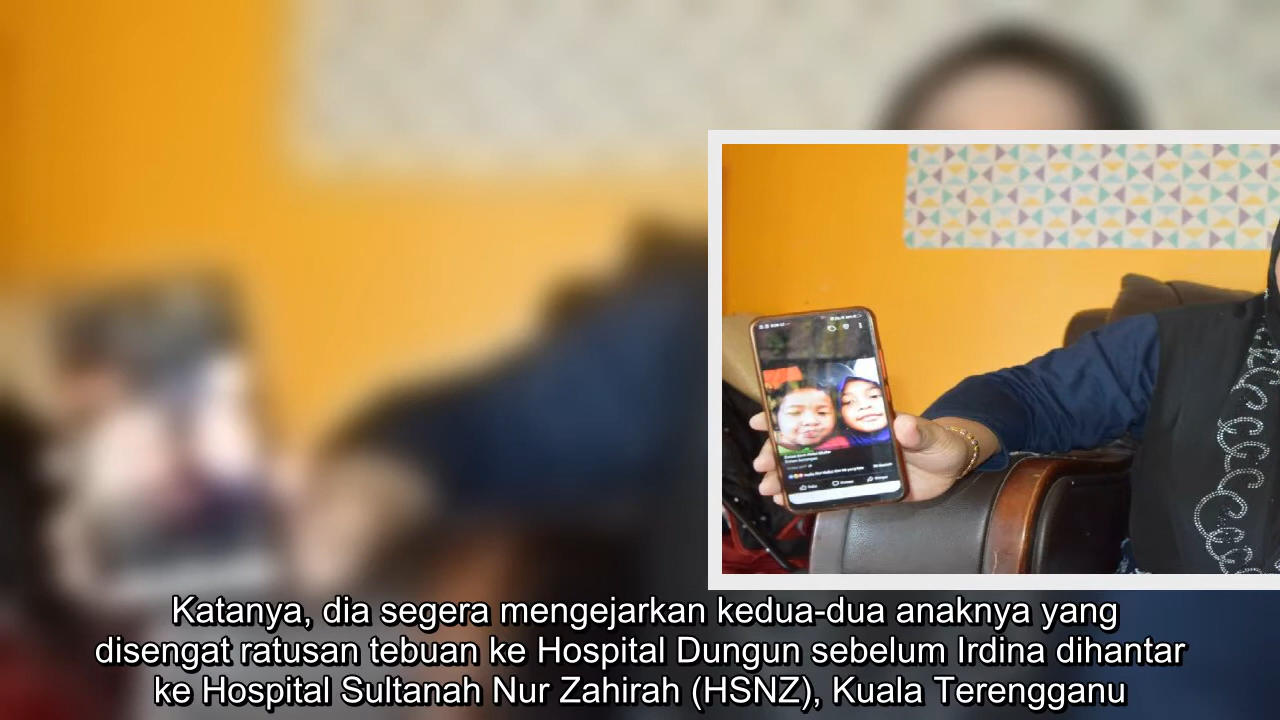 Katanya, dia segera mengejarkan kedua-dua anaknya yang
disengat ratusan tebuan ke Hospital Dungun sebelum Irdina dihantar
ke Hospital Sultanah Nur Zahirah (HSNZ), Kuala Terengganu